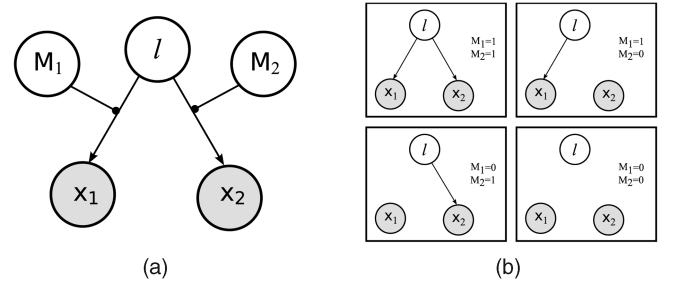 M₁ l M₂
x₁ x₂
(a)
l
M₁=1
M₂=1
x₁ x₂
l
M₁=1
M₂=0
x₁ x₂
l
M₁=0
M₂=1
x₁ x₂
l
M₁=0
M₂=0
x₁ x₂
(b)